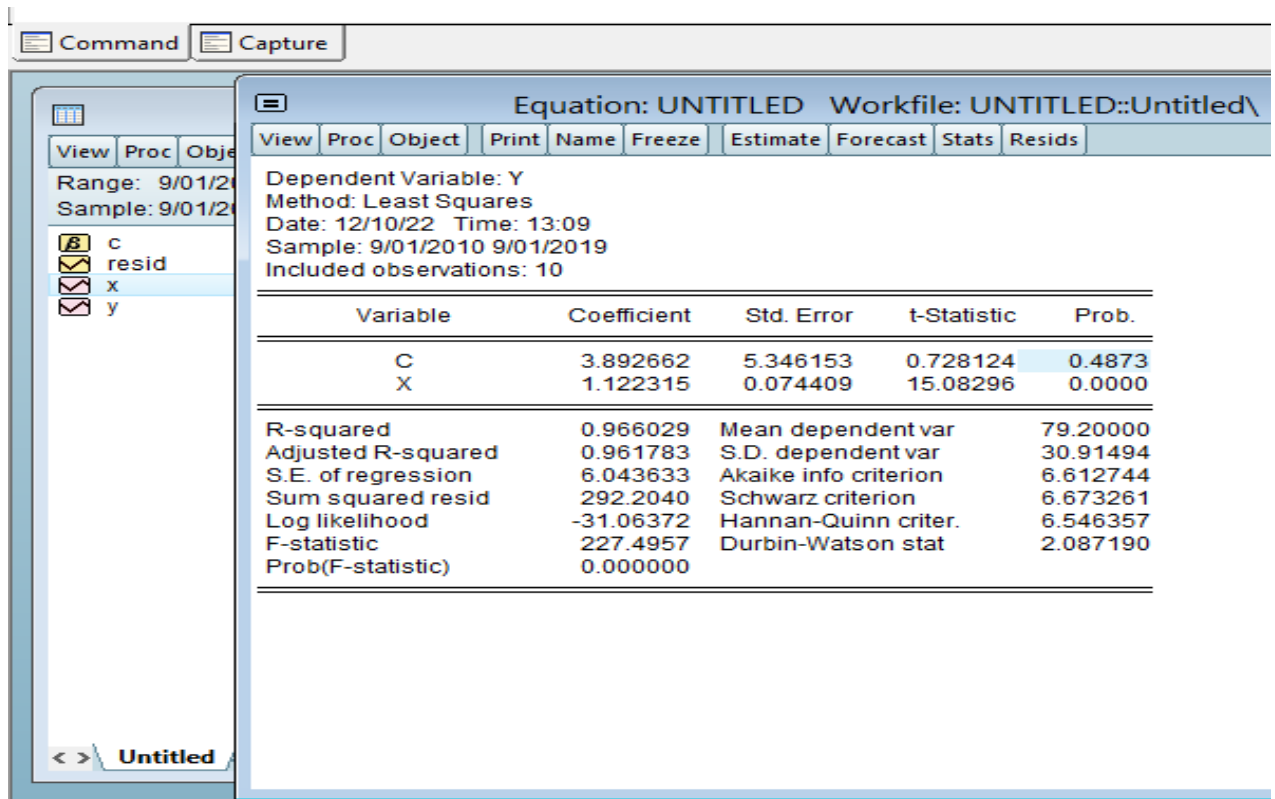 Command Capture
Equation: UNTITLED Workfile: UNTITLED::Untitled\
View Proc Obje
View Proc Object Print Name Freeze Estimate Forecast Stats Resids
Range: 9/01/2
Sample: 9/01/2
c
resid
x
y
Dependent Variable: Y
Method: Least Squares
Date: 12/10/22 Time: 13:09
Sample: 9/01/2010 9/01/2019
Included observations: 10
Variable Coefficient Std. Error t-Statistic Prob.
C 3.892662 5.346153 0.728124 0.4873
X 1.122315 0.074409 15.08296 0.0000
R-squared 0.966029 Mean dependent var 79.20000
Adjusted R-squared 0.961783 S.D. dependent var 30.91494
S.E. of regression 6.043633 Akaike info criterion 6.612744
Sum squared resid 292.2040 Schwarz criterion 6.673261
Log likelihood -31.06372 Hannan-Quinn criter. 6.546357
F-statistic 227.4957 Durbin-Watson stat 2.087190
Prob(F-statistic) 0.000000
< > Untitled